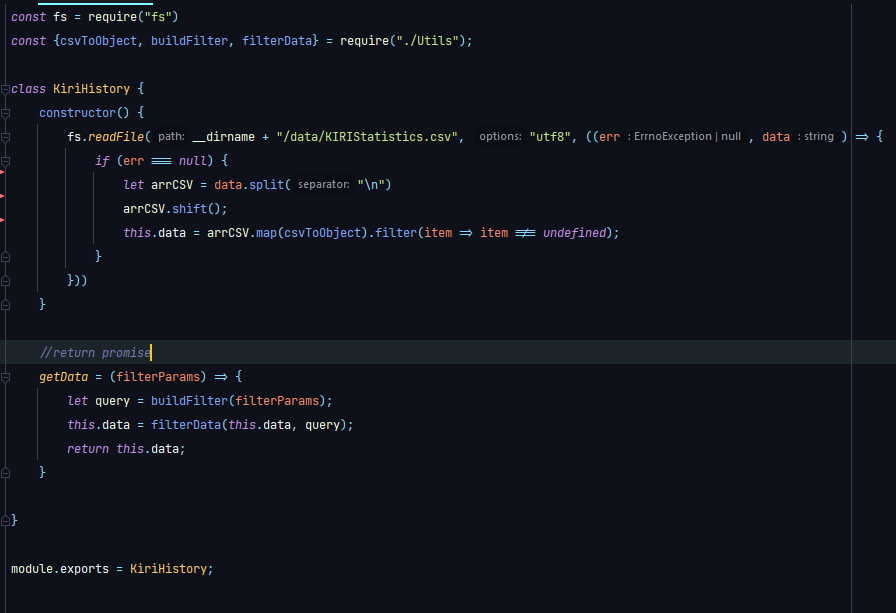 const fs = require("fs")
const {csvToObject, buildFilter, filterData} = require("./Utils");
class KiriHistory {
constructor() {
fs.readFile( path: __dirname + "/data/KIRIStatistics.csv", options: "utf8", ((err : ErrnoException | null , data : string ) => {
if (err === null) {
let arrCSV = data.split( separator: "\n")
arrCSV.shift();
this.data = arrCSV.map(csvToObject).filter(item => item !== undefined);
}
}))
}
//return promise
getData = (filterParams) => {
let query = buildFilter(filterParams);
this.data = filterData(this.data, query);
return this.data;
}
}
module.exports = KiriHistory;